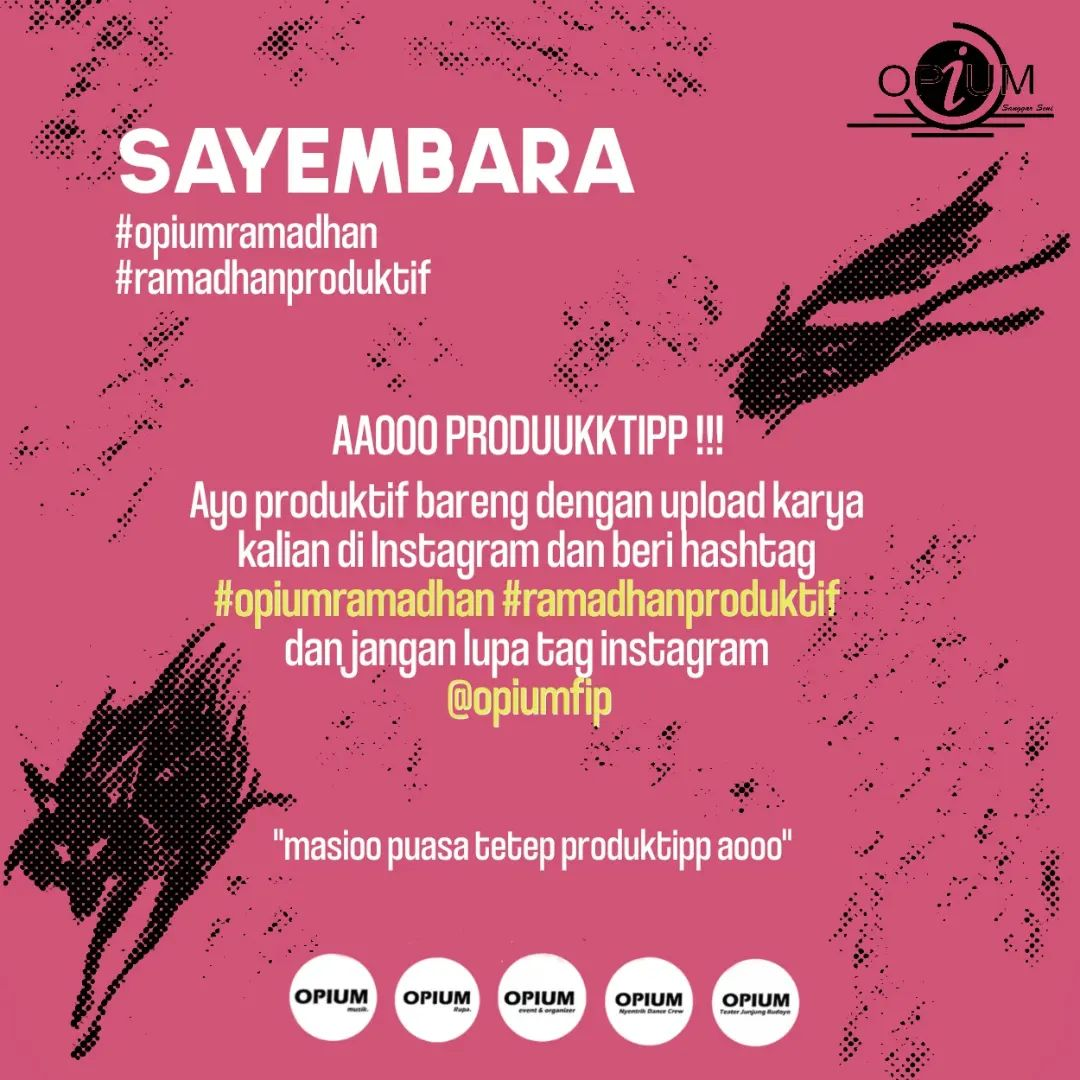 OPiUM
Sanggar Seni
SAYEMBARA
#opiumramadhan
#ramadhanproduktif
AAOOO PRODUUKKTIPP !!!
Ayo produktif bareng dengan upload karya
kalian di Instagram dan beri hashtag
#opiumramadhan #ramadhanproduktif
dan jangan lupa tag instagram
@opiumfip
"masioo puasa tetep produktipp aooo"
OPIUM
musik.
OPIUM
Rupa.
OPIUM
event & organizer
OPIUM
Nyentrik Dance Crew
OPIUM
Teater Junjung Budoyo